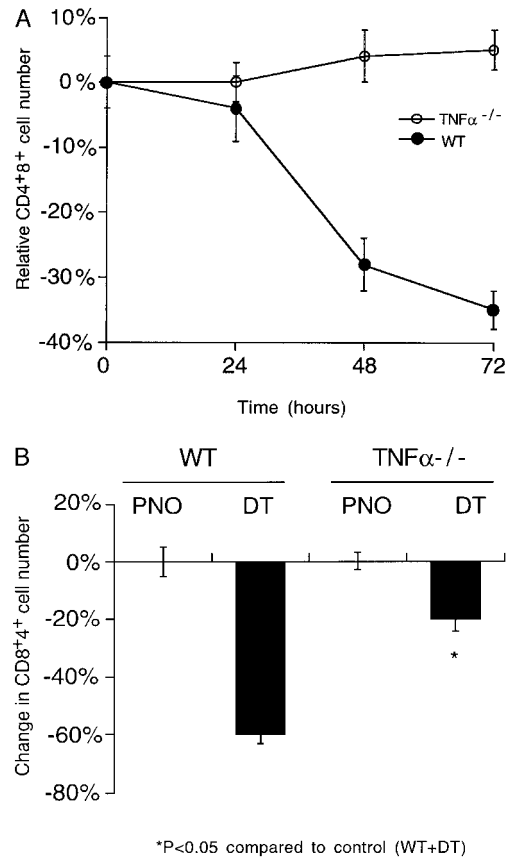 A
10%
0%
-10%
-20%
-30%
-40%
Relative CD4+8+ cell number
TNFα -/-
WT
0 24 48 72
Time (hours)
B
WT TNFα-/-
PNO DT PNO DT
20%
0%
-20%
-40%
-60%
-80%
Change in CD8+4+ cell number
*
*P<0.05 compared to control (WT+DT)